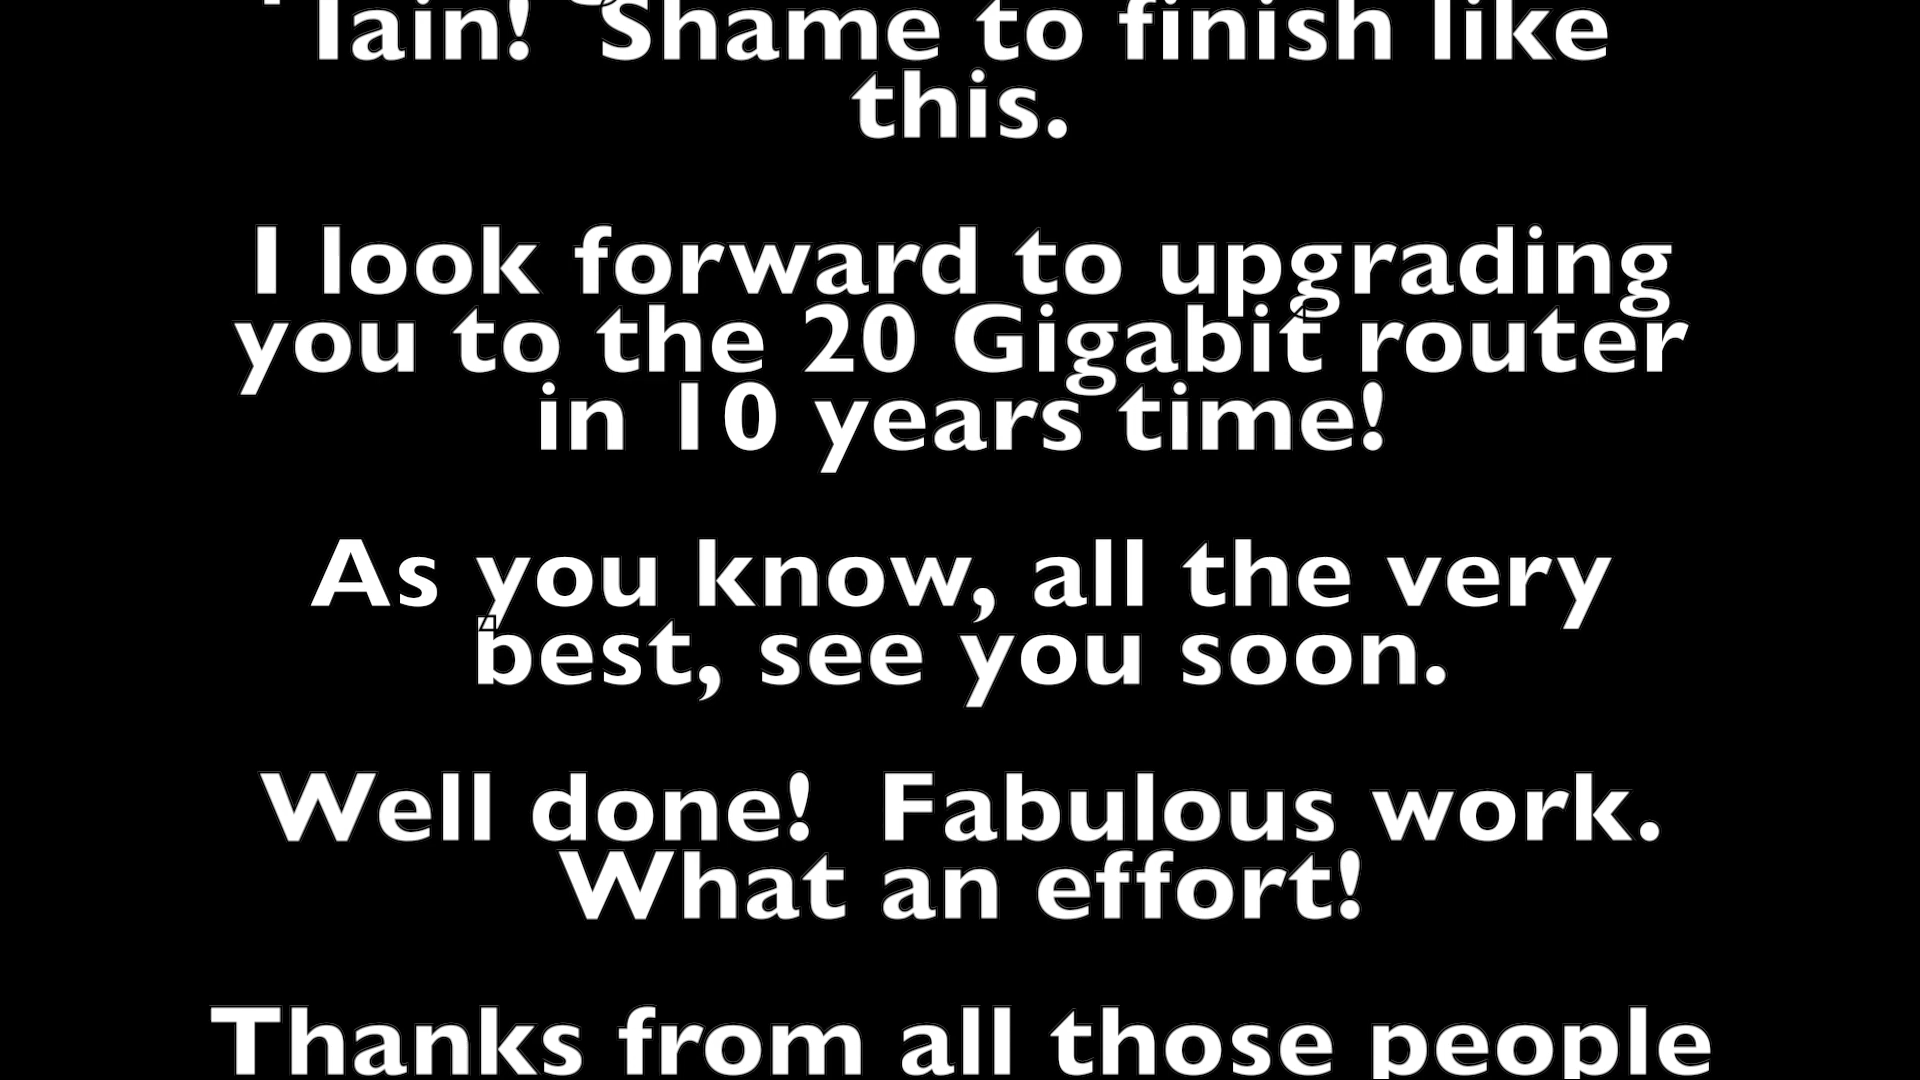 Iain!  Shame to finish like
this.
I look forward to upgrading
you to the 20 Gigabit router
in 10 years time!
As you know, all the very
best, see you soon.
Well done!  Fabulous work.
What an effort!
Thanks from all those people